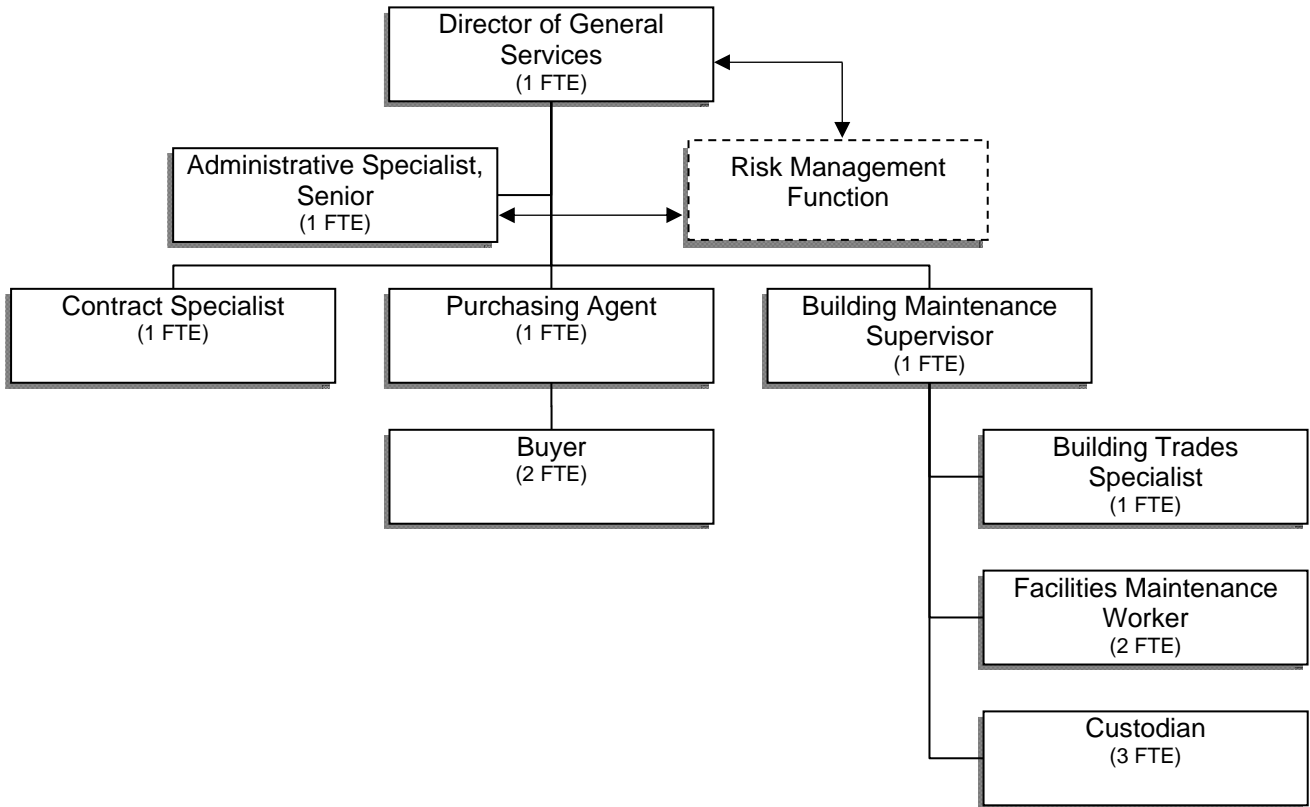 Director of General
Services
(1 FTE)
Administrative Specialist,
Senior
(1 FTE)
Risk Management
Function
Contract Specialist
(1 FTE)
Purchasing Agent
(1 FTE)
Building Maintenance
Supervisor
(1 FTE)
Buyer
(2 FTE)
Building Trades
Specialist
(1 FTE)
Facilities Maintenance
Worker
(2 FTE)
Custodian
(3 FTE)